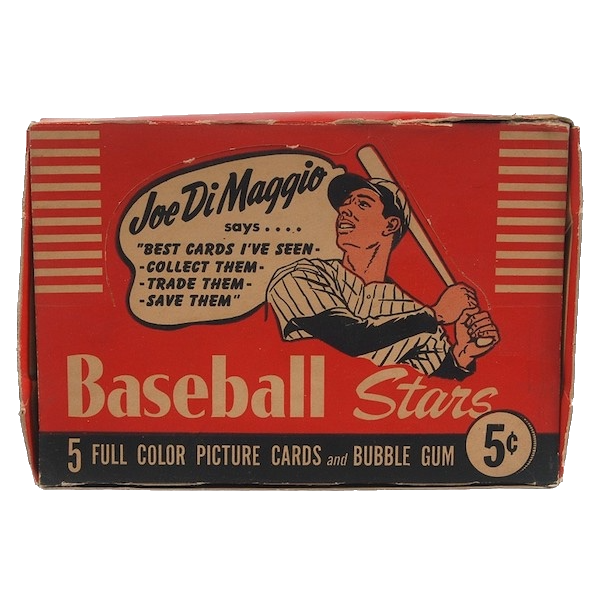 Joe DiMaggio
says . . . .
"BEST CARDS I'VE SEEN-
-COLLECT THEM-
-TRADE THEM-
-SAVE THEM"
Baseball Stars
5 FULL COLOR PICTURE CARDS and BUBBLE GUM 5¢